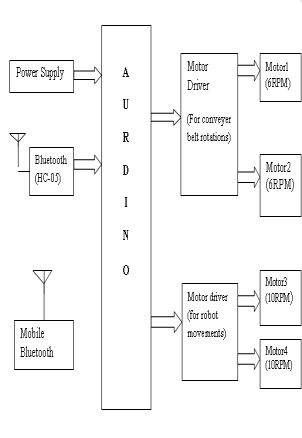 Power Supply
Bluetooth
(HC-05)
Mobile
Bluetooth
A
U
R
D
I
N
O
Motor
Driver
(For conveyer
belt rotations)
Motor driver
(for robot
movements)
Motor1
(6RPM)
Motor2
(6RPM)
Motor3
(10RPM)
Motor4
(10RPM)